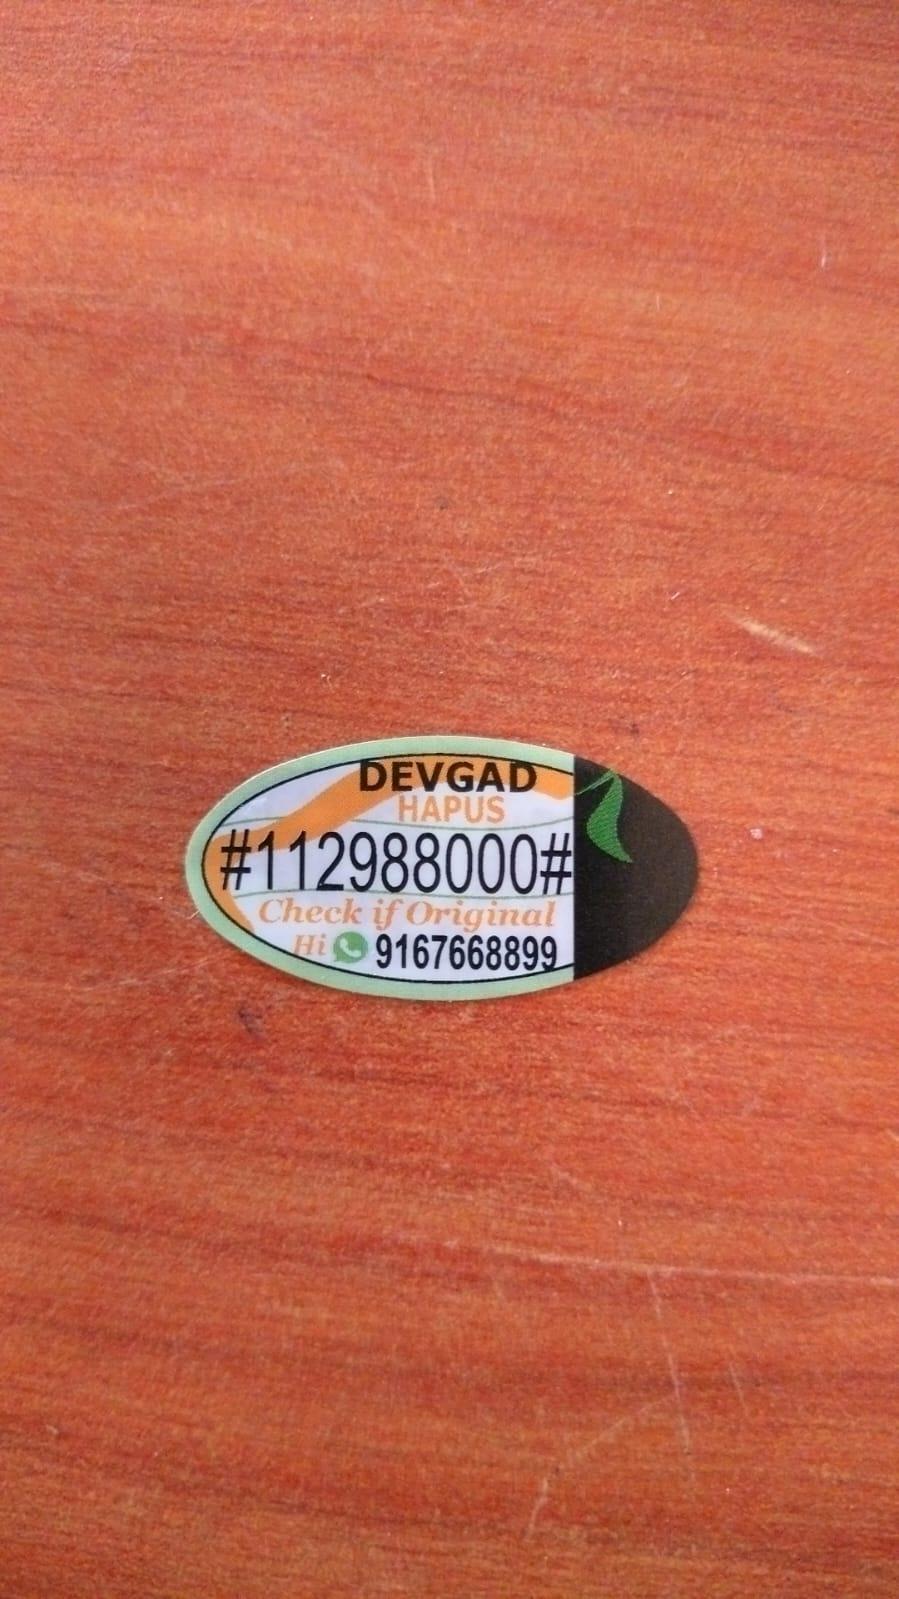 DEVGAD
HAPUS
#112988000#
Check if Original
Hi 9167668899